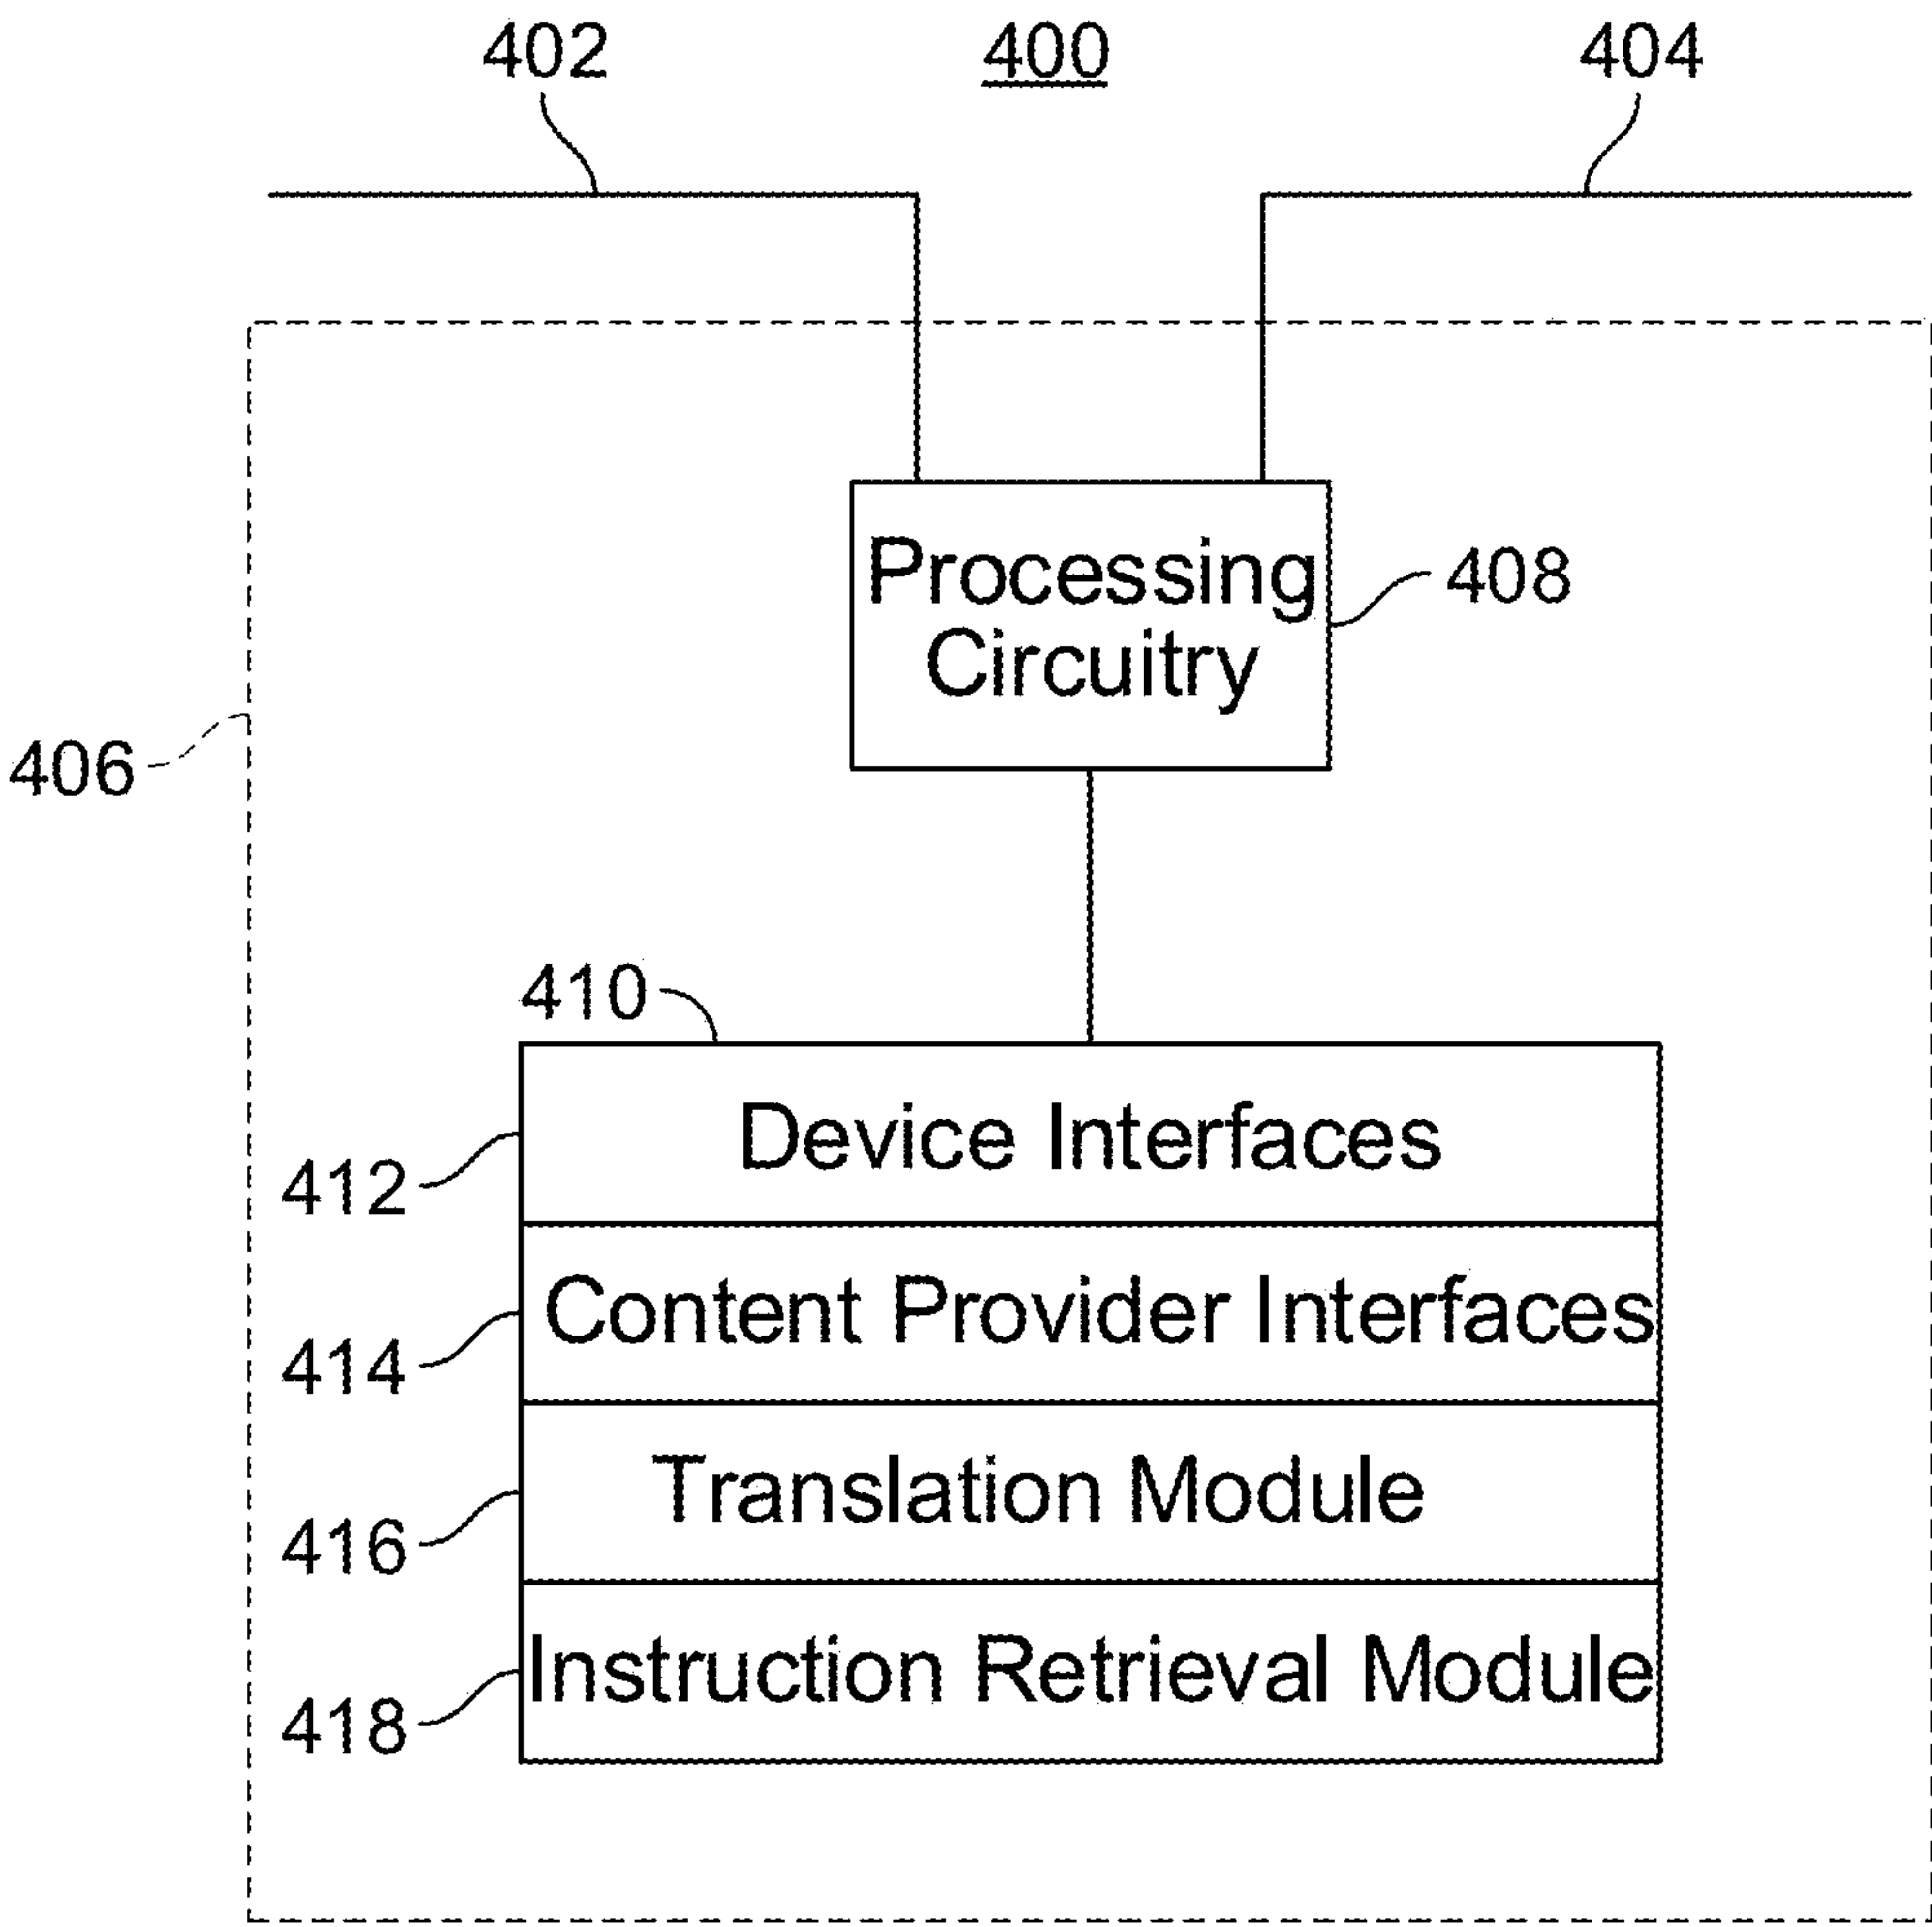 402
400
404
Processing
Circuitry
408
406
410
Device Interfaces
412
Content Provider Interfaces
414
Translation Module
416
Instruction Retrieval Module
418